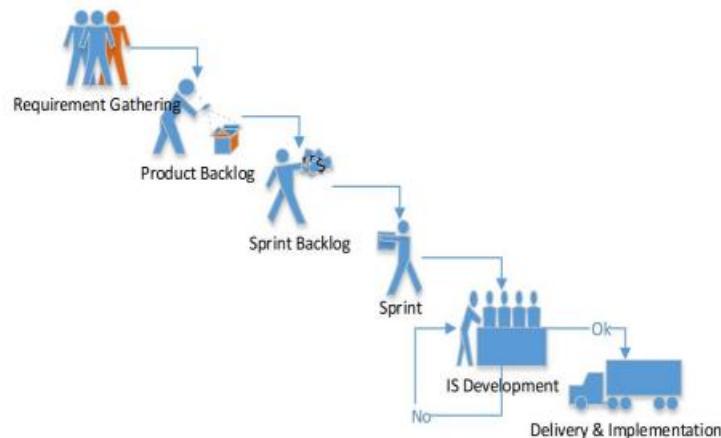 Requirement Gathering
Product Backlog
Sprint Backlog
Sprint
Ok
IS Development
No
Delivery & Implementation